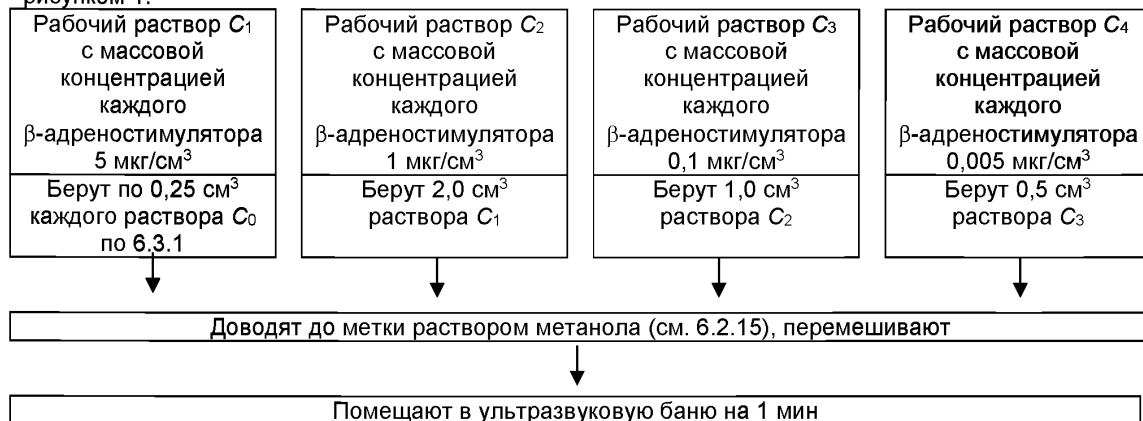 рисунком 1.
Рабочий раствор C₁
с массовой
концентрацией
каждого
β-адреностимулятора
5 мкг/см³
Берут по 0,25 см³
каждого раствора C₀
по 6.3.1
Рабочий раствор C₂
с массовой
концентрацией
каждого
β-адреностимулятора
1 мкг/см³
Берут 2,0 см³
раствора C₁
Рабочий раствор C₃
с массовой
концентрацией
каждого
β-адреностимулятора
0,1 мкг/см³
Берут 1,0 см³
раствора C₂
Рабочий раствор C₄
с массовой
концентрацией
каждого
β-адреностимулятора
0,005 мкг/см³
Берут 0,5 см³
раствора C₃
Доводят до метки раствором метанола (см. 6.2.15), перемешивают
Помещают в ультразвуковую баню на 1 мин